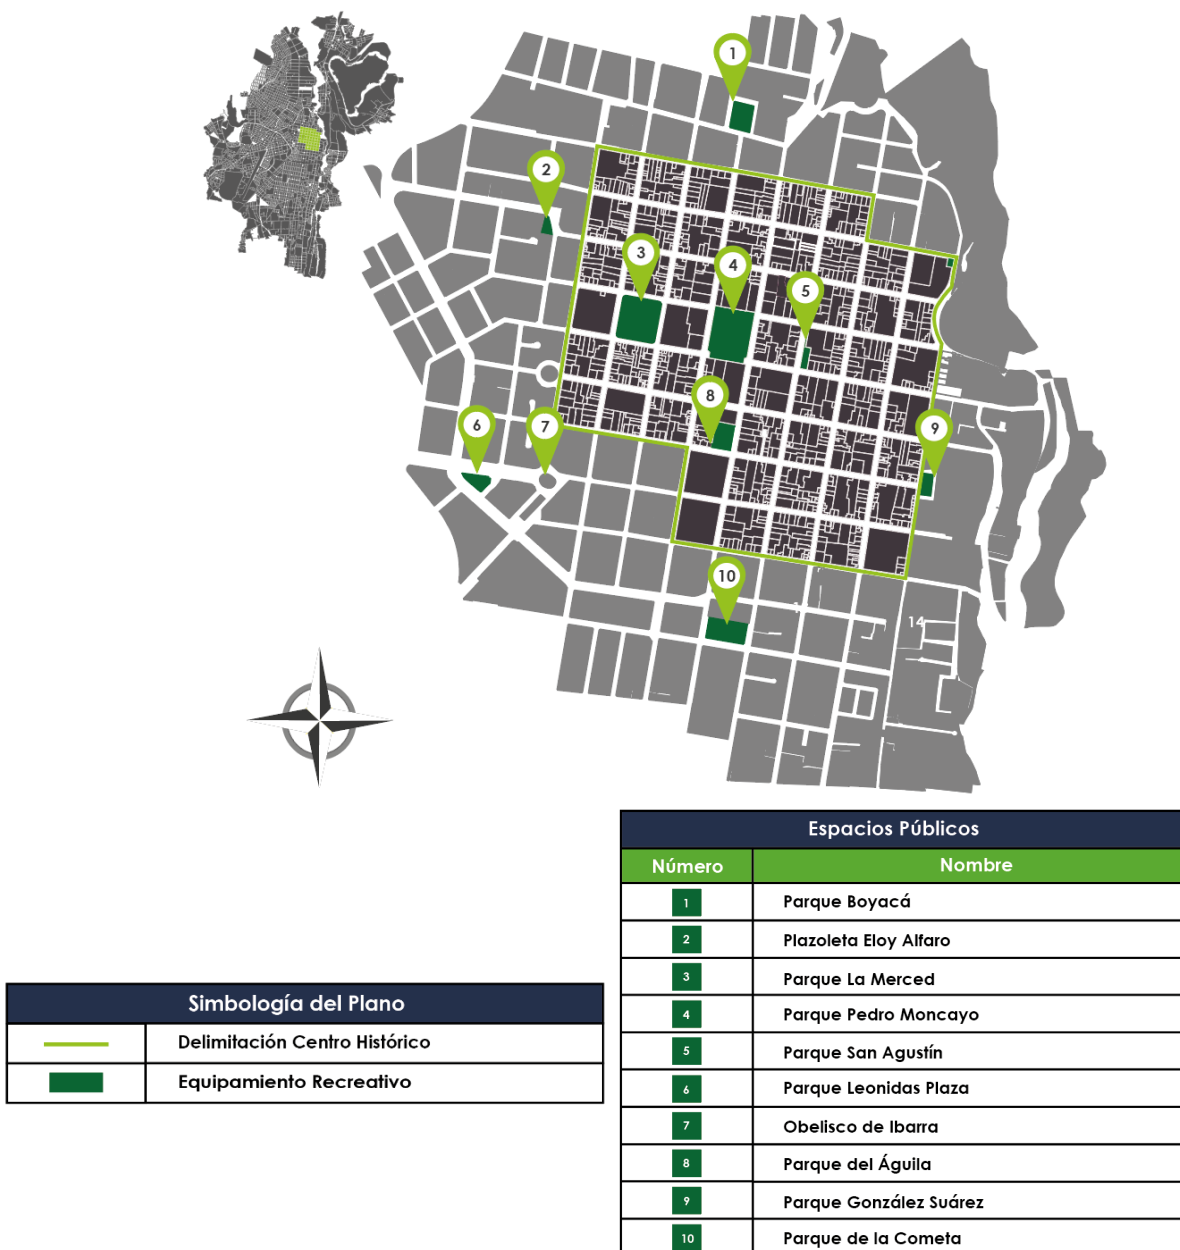 1
2
3
4
5
6
7
8
9
10
14
Espacios Públicos
Número Nombre
1 Parque Boyacá
2 Plazoleta Eloy Alfaro
3 Parque La Merced
4 Parque Pedro Moncayo
5 Parque San Agustín
6 Parque Leonidas Plaza
7 Obelisco de Ibarra
8 Parque del Águila
9 Parque González Suárez
10 Parque de la Cometa
Simbología del Plano
Delimitación Centro Histórico
Equipamiento Recreativo